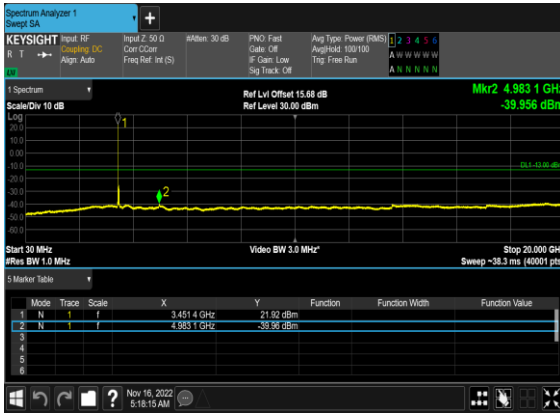 Spectrum Analyzer 1
Swept SA
+
KEYSIGHT Input: RF Input Z: 50 Ω #Atten: 30 dB PNO: Fast Avg Type: Power (RMS) 1 2 3 4 5 6
R T Coupling: DC Corr CCorr Gate: Off Avg|Hold: 100/100 A W W W W W
Align: Auto Freq Ref: Int (S) IF Gain: Low Trig: Free Run
Sig Track: Off A N N N N N
1 Spectrum Ref Lvl Offset 15.68 dB Mkr2 4.983 1 GHz
Scale/Div 10 dB Ref Level 30.00 dBm -39.956 dBm
Log
1
20.0
10.0
0.00
-10.0
DL1 -13.00 dBm
-20.0
-30.0
2
-40.0
-50.0
-60.0
Start 30 MHz Video BW 3.0 MHz* Stop 20.000 GHz
#Res BW 1.0 MHz Sweep ~38.3 ms (40001 pts)
5 Marker Table
Mode Trace Scale X Y Function Function Width Function Value
1 N 1 f 3.451 4 GHz 21.92 dBm
2 N 1 f 4.983 1 GHz -39.96 dBm
3
4
5
6
? Nov 16, 2022
5:18:15 AM